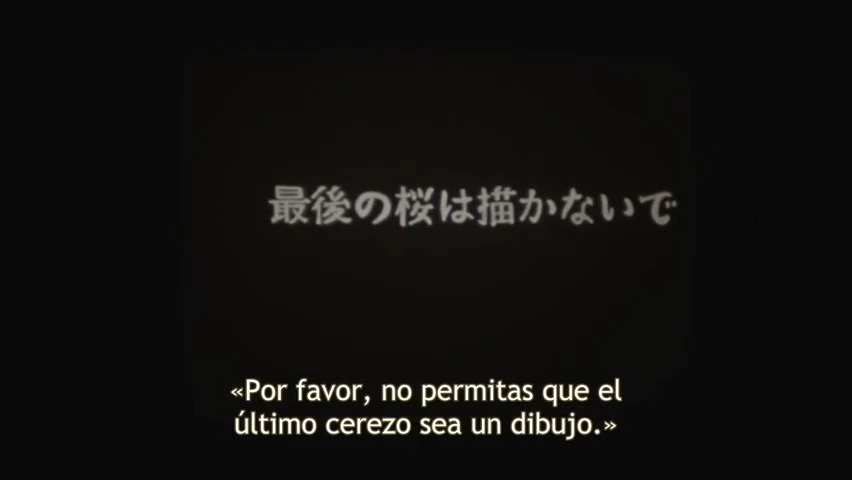 最後の桜は描かないで
«Por favor, no permitas que el
último cerezo sea un dibujo.»